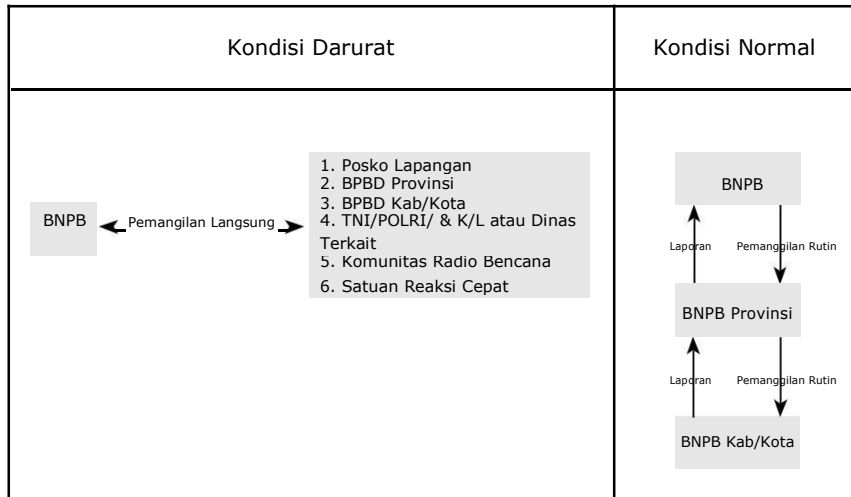 Kondisi Darurat
Kondisi Normal
BNPB
Pemangilan Langsung
1. Posko Lapangan
2. BPBD Provinsi
3. BPBD Kab/Kota
4. TNI/POLRI/ & K/L atau Dinas
Terkait
5. Komunitas Radio Bencana
6. Satuan Reaksi Cepat
BNPB
Laporan
Pemanggilan Rutin
BNPB Provinsi
Laporan
Pemanggilan Rutin
BNPB Kab/Kota